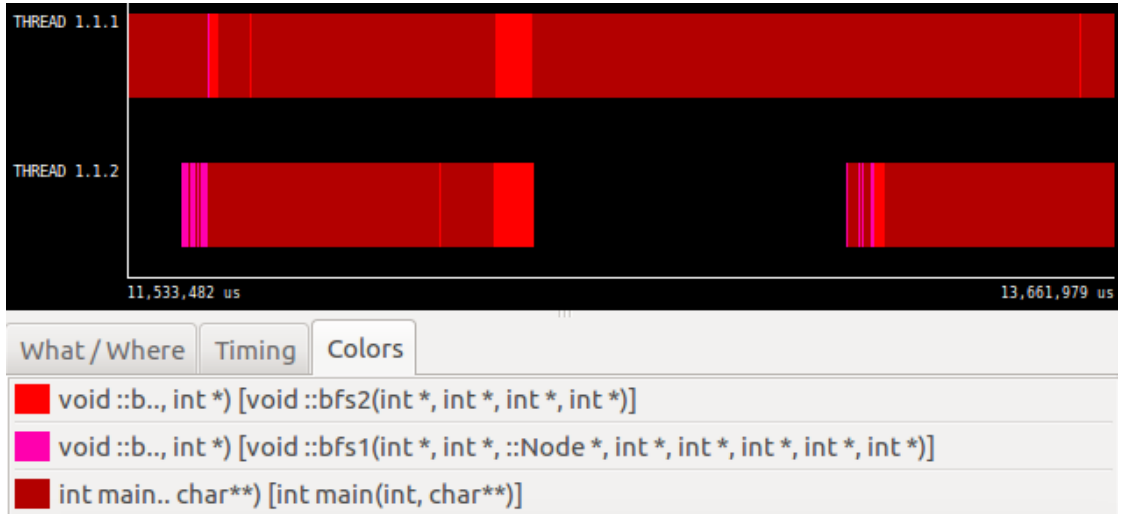 THREAD 1.1.1
THREAD 1.1.2
11,533,482 us 13,661,979 us
What / Where Timing Colors
void ::b.., int *) [void ::bfs2(int *, int *, int *, int *)]
void ::b.., int *) [void ::bfs1(int *, int *, ::Node *, int *, int *, int *, int *, int *)]
int main.. char**) [int main(int, char**)]